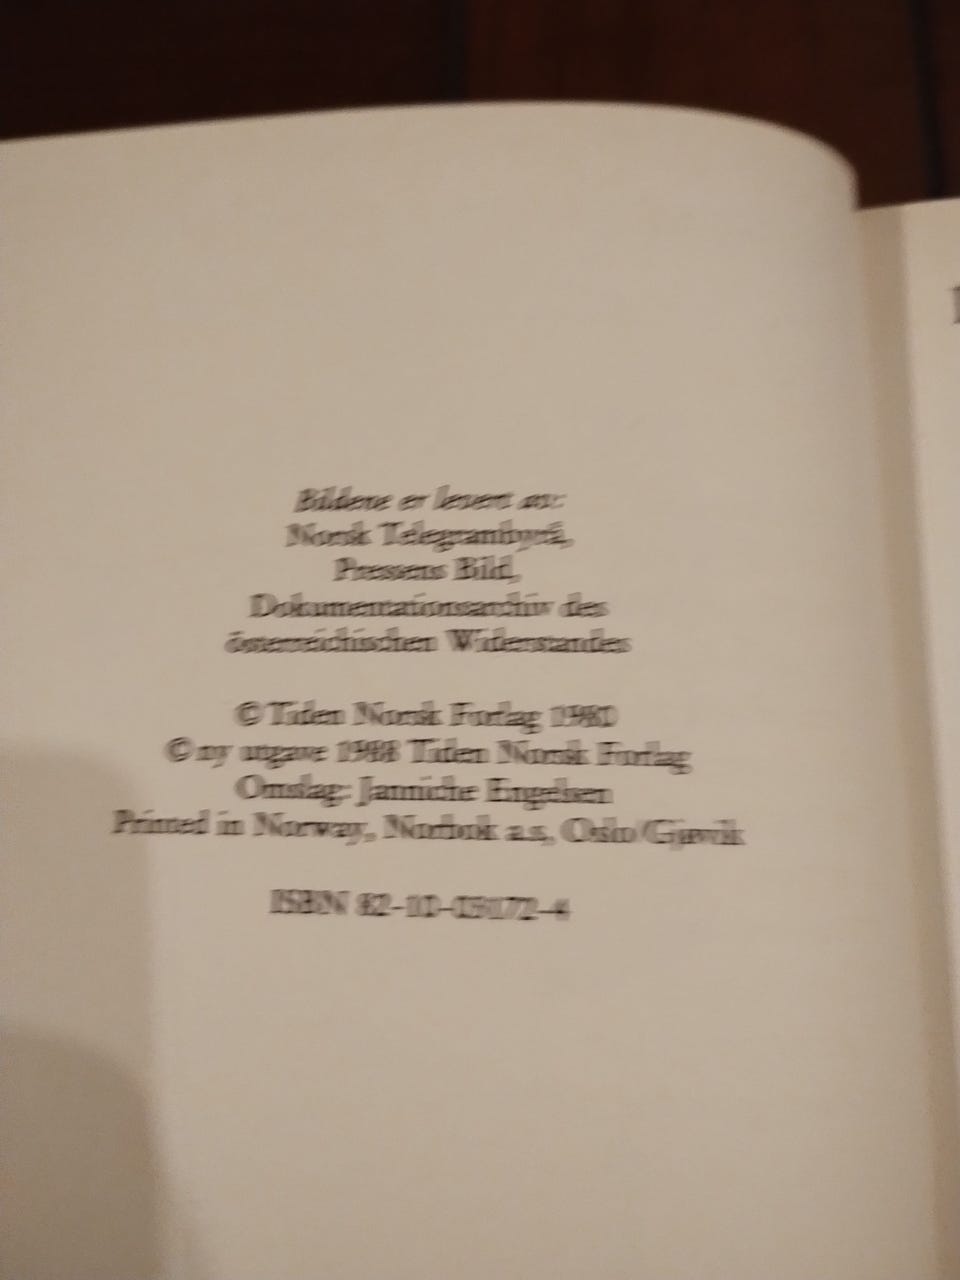 Bildene er levert av:
Norsk Telegrambyrå,
Pressens Bild,
Dokumentationsarchiv des
österreichischen Widerstandes
© Tiden Norsk Forlag 1980
© ny utgave 1988 Tiden Norsk Forlag
Omslag: Janniche Engelsen
Printed in Norway, Norbok a.s, Oslo/Gjøvik
ISBN 82-10-03172-4